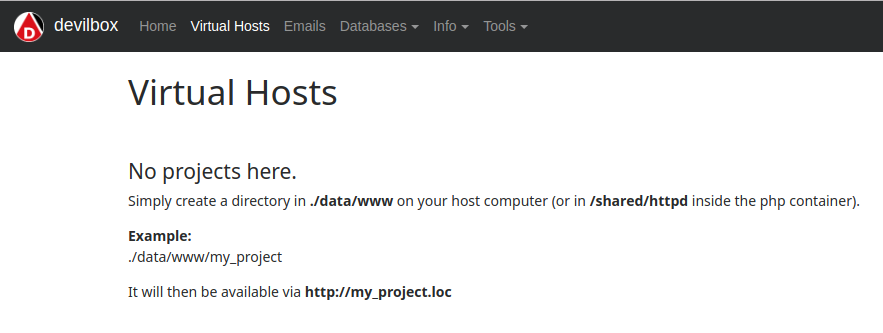 D devilbox Home Virtual Hosts Emails Databases Info Tools
Virtual Hosts
No projects here.
Simply create a directory in ./data/www on your host computer (or in /shared/httpd inside the php container).
Example:
./data/www/my_project
It will then be available via http://my_project.loc